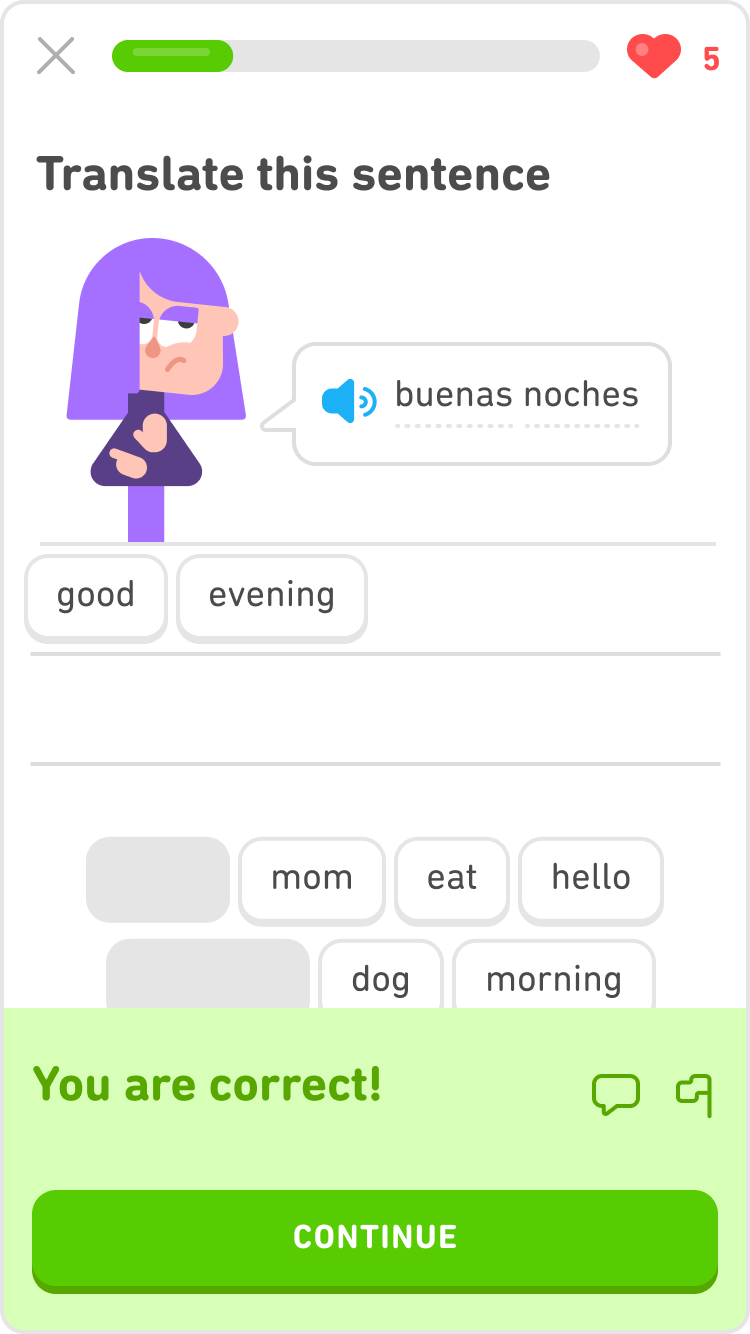 5
Translate this sentence
buenas noches
good evening
mom eat hello
dog morning
You are correct!
CONTINUE